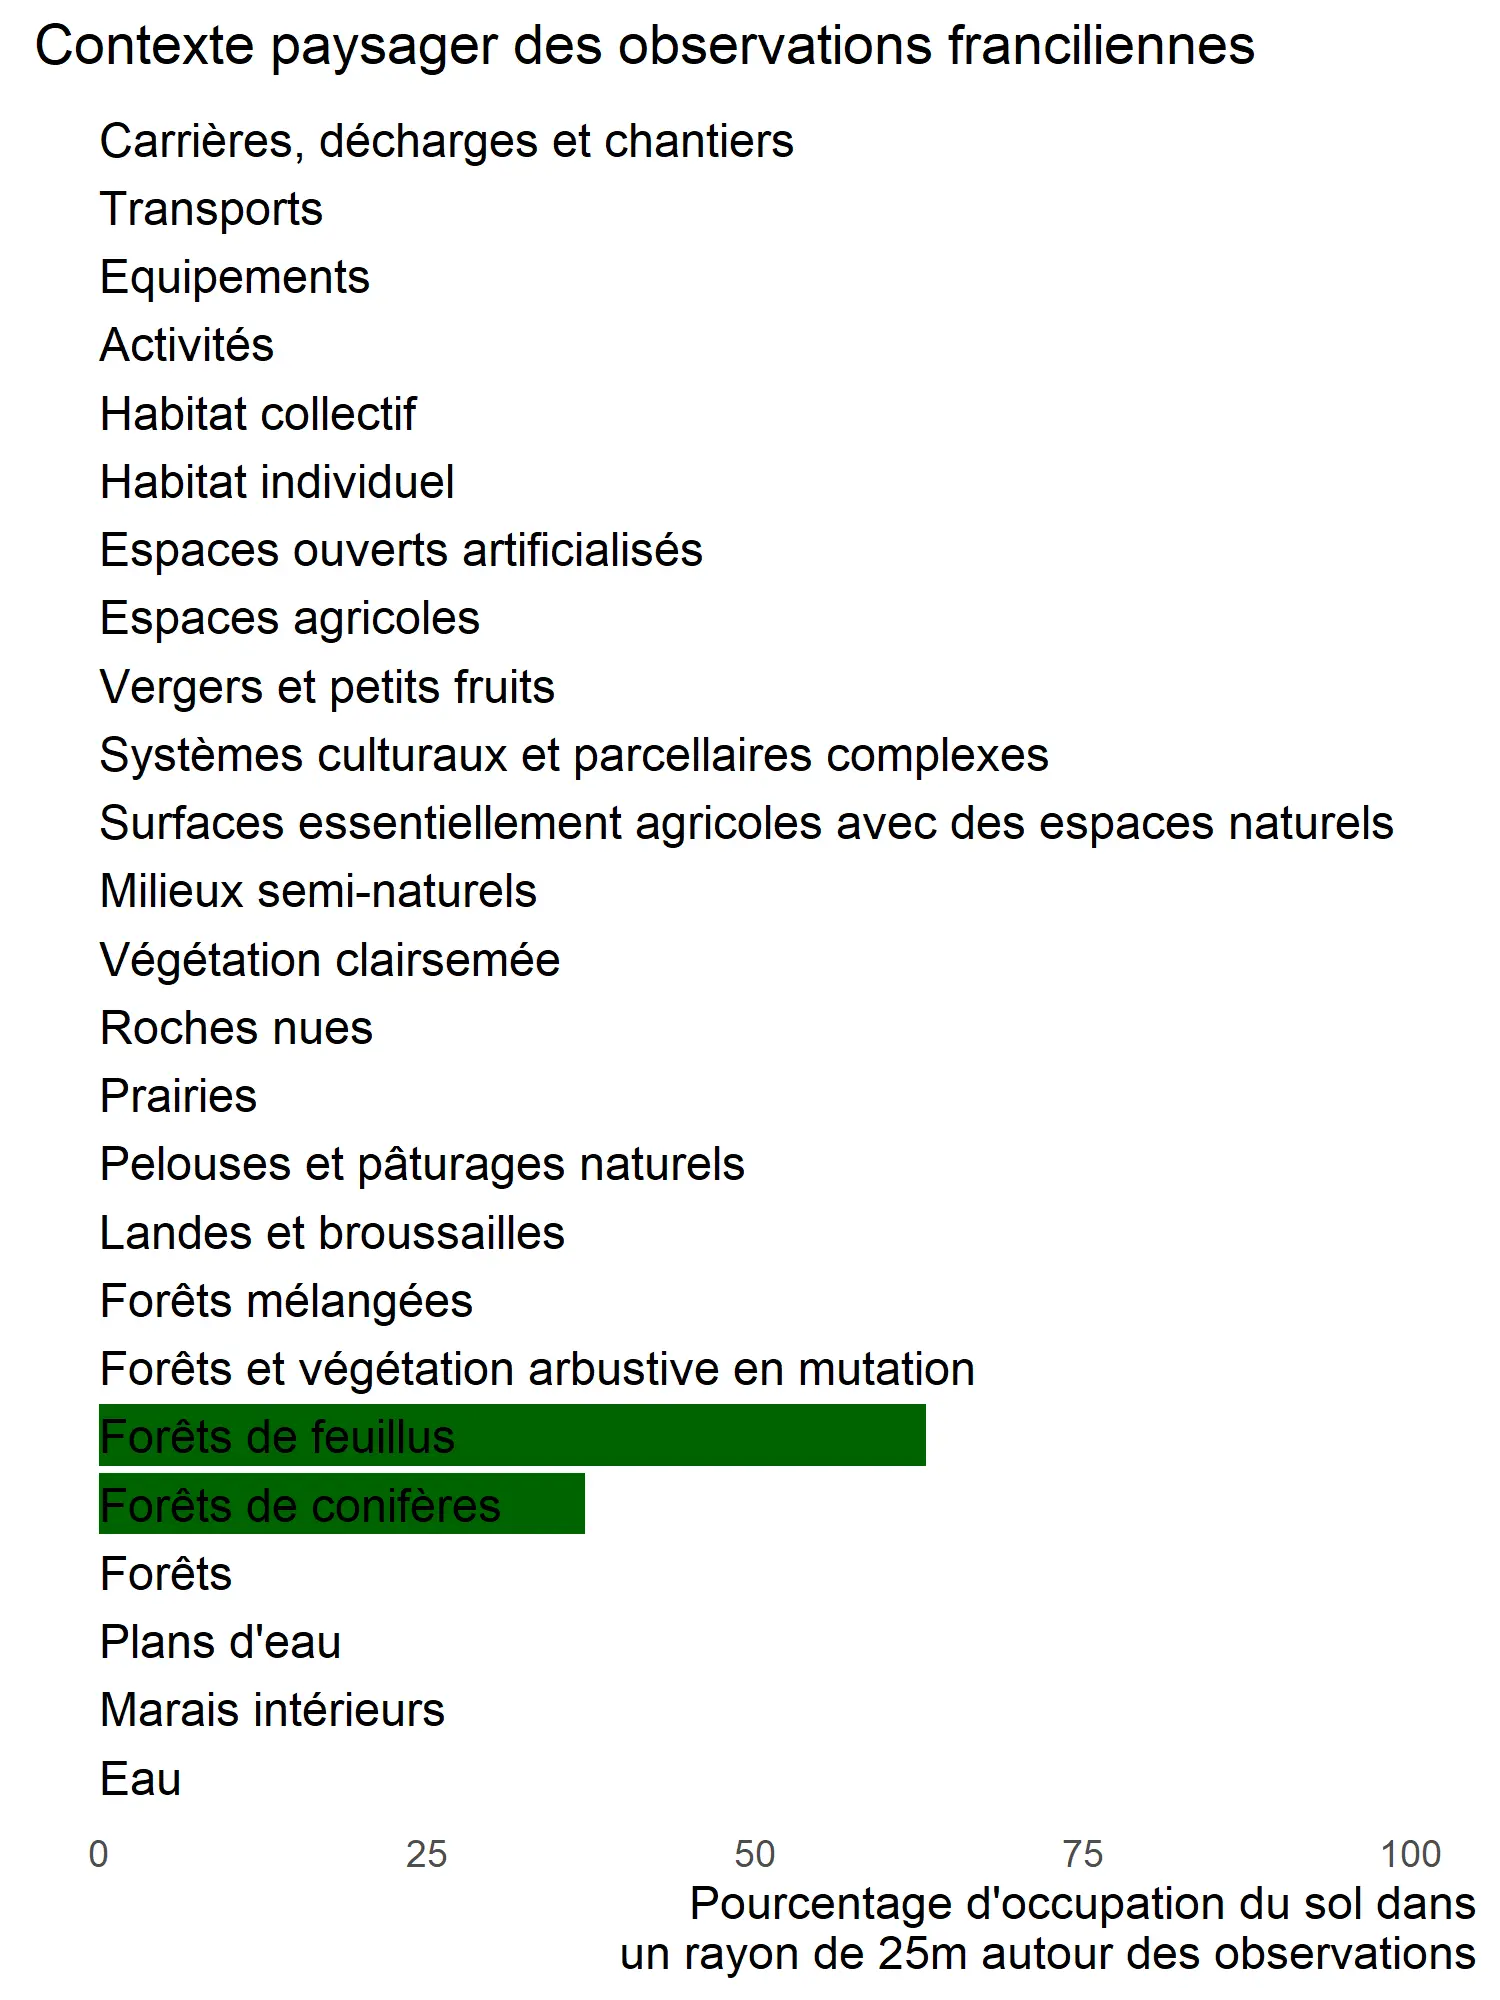 Contexte paysager des observations franciliennes
Carrières, décharges et chantiers
Transports
Equipements
Activités
Habitat collectif
Habitat individuel
Espaces ouverts artificialisés
Espaces agricoles
Vergers et petits fruits
Systèmes culturaux et parcellaires complexes
Surfaces essentiellement agricoles avec des espaces naturels
Milieux semi-naturels
Végétation clairsemée
Roches nues
Prairies
Pelouses et pâturages naturels
Landes et broussailles
Forêts mélangées
Forêts et végétation arbustive en mutation
Forêts de feuillus
Forêts de conifères
Forêts
Plans d'eau
Marais intérieurs
Eau
0 25 50 75 100
Pourcentage d'occupation du sol dans
un rayon de 25m autour des observations